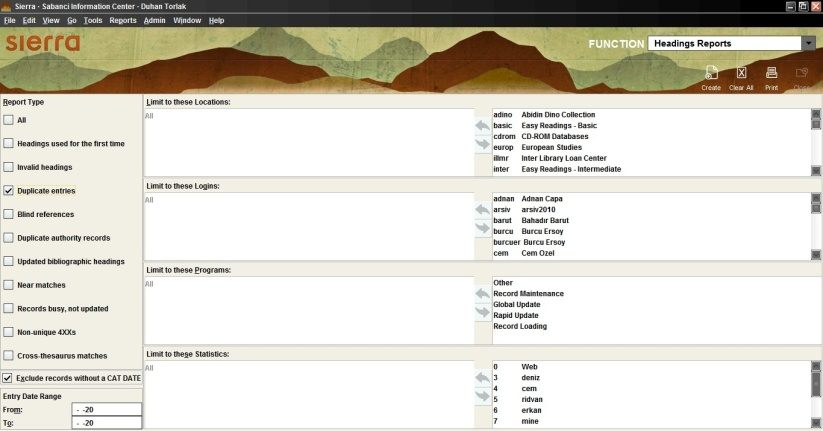 Sierra · Sabanci Information Center · Duhan Torlak
File Edit View Go Tools Reports Admin Window Help
sierra
FUNCTION Headings Reports
Create Clear All Print Close
Report Type
All
Headings used for the first time
Invalid headings
Duplicate entries
Blind references
Duplicate authority records
Updated bibliographic headings
Near matches
Records busy, not updated
Non-unique 4XXs
Cross-thesaurus matches
Exclude records without a CAT DATE
Entry Date Range
From: - -20
To: - -20
Limit to these Locations:
All
adino Abidin Dino Collection
basic Easy Readings - Basic
cdrom CD-ROM Databases
europ European Studies
illmr Inter Library Loan Center
inter Easy Readings - Intermediate
Limit to these Logins:
All
adnan Adnan Capa
arsiv arsiv2010
barut Bahadır Barut
burcu Burcu Ersoy
burcuer Burcu Ersoy
cem Cem Ozel
Limit to these Programs:
All
Other
Record Maintenance
Global Update
Rapid Update
Record Loading
Limit to these Statistics:
All
0 Web
3 deniz
4 cem
5 ridvan
6 erkan
7 mine